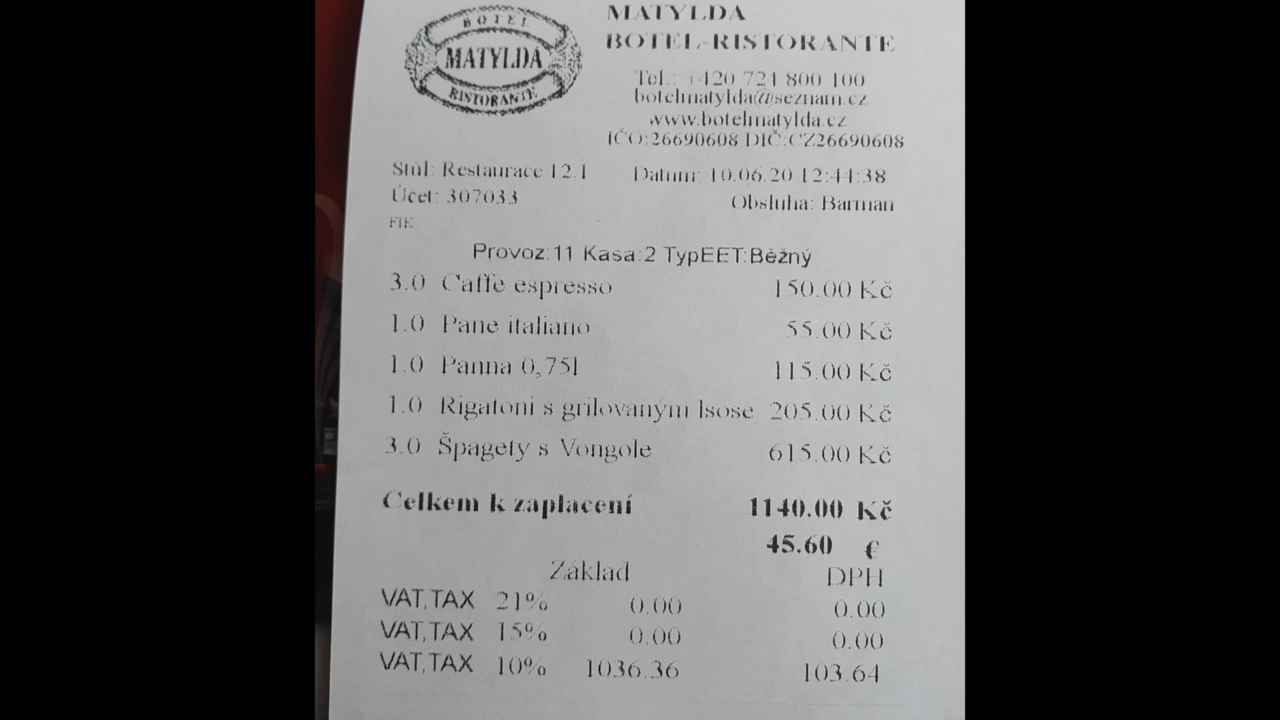 BOTEL
MATYLDA
RISTORANTE
MATYLDA
BOTEL-RISTORANTE
Tel.: +420 724 800 100
botelmatylda@seznam.cz
www.botelmatylda.cz
IČO:26690608 DIČ:CZ26690608
Stůl: Restaurace 12.1 Datum: 10.06.20 12:44:38
Účet: 307033 Obsluha: Barman
FIK:
Provoz:11 Kasa:2 TypEET:Běžný
3.0 Caffe espresso 150.00 Kč
1.0 Pane italiano 55.00 Kč
1.0 Panna 0,75l 115.00 Kč
1.0 Rigatoni s grilovaným lsose 205.00 Kč
3.0 Špagety s Vongole 615.00 Kč
Celkem k zaplacení 1140.00 Kč
45.60 €
Základ DPH
VAT,TAX 21% 0.00 0.00
VAT,TAX 15% 0.00 0.00
VAT,TAX 10% 1036.36 103.64